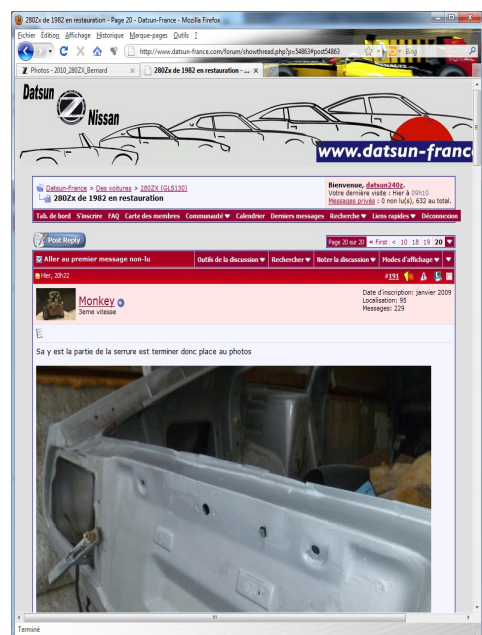 280Zx de 1982 en restauration - Page 20 - Datsun-France - Mozilla Firefox
Fichier Edition Affichage Historique Marque-pages Outils ?
http://www.datsun-france.com/forum/showthread.php?p=54863#post54863
Bing
Z Photos - 2010_280ZX_Bernard x
280Zx de 1982 en restauration - ... x
Datsun
Z
Nissan
www.datsun-franc
Datsun-France > Des voitures > 280ZX (GLS130)
280Zx de 1982 en restauration
Bienvenue, datsun240z.
Votre dernière visite : Hier à 09h10
Messages privés : 0 non lu(s), 632 au total.
Tab. de bord S'inscrire FAQ Carte des membres Communauté Calendrier Derniers messages Recherche Liens rapides Déconnexion
Post Reply
Page 20 sur 20 « First < 10 18 19 20
Aller au premier message non-lu
Outils de la discussion Rechercher Noter la discussion Modes d'affichage
Hier, 20h22
#191
Monkey
3eme vitesse
Date d'inscription: janvier 2009
Localisation: 95
Messages: 229
Sa y est la partie de la serrure est terminer donc place au photos
Terminé